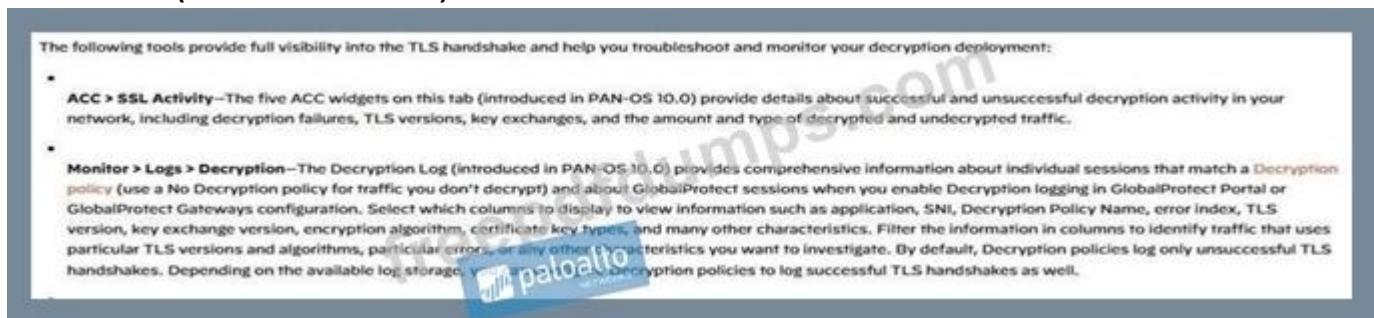 The following tools provide full visibility into the TLS handshake and help you troubleshoot and monitor your decryption deployment:
ACC > SSL Activity—The five ACC widgets on this tab (introduced in PAN-OS 10.0) provide details about successful and unsuccessful decryption activity in your
network, including decryption failures, TLS versions, key exchanges, and the amount and type of decrypted and undecrypted traffic.
Monitor > Logs > Decryption—The Decryption Log (introduced in PAN-OS 10.0) provides comprehensive information about individual sessions that match a Decryption
policy (use a No Decryption policy for traffic you don't decrypt) and about GlobalProtect sessions when you enable Decryption logging in GlobalProtect Portal or
GlobalProtect Gateways configuration. Select which columns to display to view information such as application, SNI, Decryption Policy Name, error index, TLS
version, key exchange version, encryption algorithm, certificate key types, and many other characteristics. Filter the information in columns to identify traffic that uses
particular TLS versions and algorithms, particular errors, or any other characteristics you want to investigate. By default, Decryption policies log only unsuccessful TLS
handshakes. Depending on the available log storage, Decryption policies to log successful TLS handshakes as well.
paloalto
NETWORKS